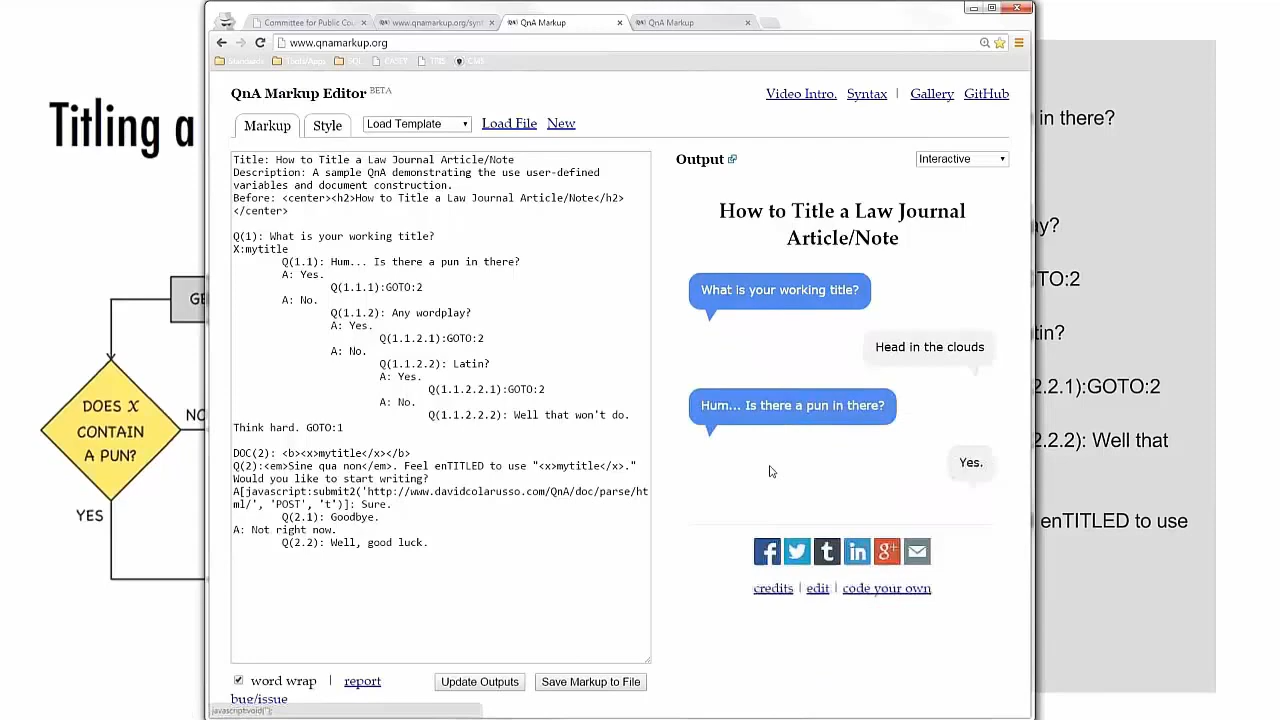 Committee for Public Cou
www.qnamarkup.org/synt
QnA Markup
QnA Markup
www.qnamarkup.org
Standards
Tools/Apps
SQL
CMS
QnA Markup Editor BETA
Video Intro. Syntax | Gallery GitHub
Markup Style Load Template Load File New
Title: How to Title a Law Journal Article/Note
Description: A sample QnA demonstrating the use user-defined
variables and document construction.
Before: <center><h2>How to Title a Law Journal Article/Note</h2>
</center>
Q(1): What is your working title?
X:mytitle
Q(1.1): Hum... Is there a pun in there?
A: Yes.
Q(1.1.1):GOTO:2
A: No.
Q(1.1.2): Any wordplay?
A: Yes.
Q(1.1.2.1):GOTO:2
A: No.
Q(1.1.2.2): Latin?
A: Yes.
Q(1.1.2.2.1):GOTO:2
A: No.
Q(1.1.2.2.2): Well that won't do.
Think hard. GOTO:1
DOC(2): <b><x>mytitle</x></b>
Q(2):<em>Sine qua non</em>. Feel enTITLED to use "<x>mytitle</x>."
Would you like to start writing?
A[javascript:submit2('http://www.davidcolarusso.com/QnA/doc/parse/ht
ml/', 'POST', 't')]: Sure.
Q(2.1): Goodbye.
A: Not right now.
Q(2.2): Well, good luck.
word wrap | report
bug/issue
Update Outputs
Save Markup to File
Output
Interactive
How to Title a Law Journal
Article/Note
What is your working title?
Head in the clouds
Hum... Is there a pun in there?
Yes.
credits | edit | code your own
Titling a
GE
DOES X
CONTAIN
A PUN?
NO
YES
in there?
ay?
TO:2
tin?
2.2.1):GOTO:2
2.2.2): Well that
enTITLED to use